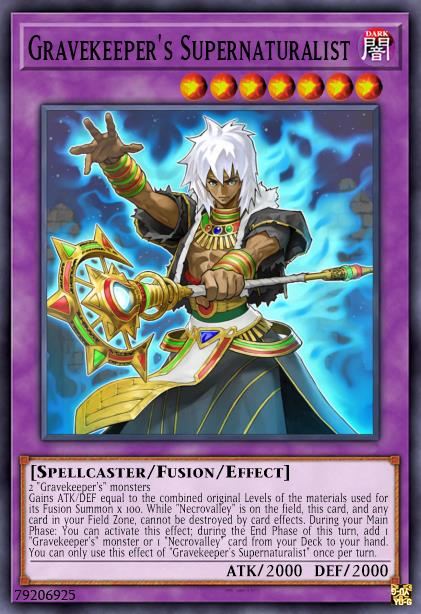 Gravekeeper's Supernaturalist
DARK
闇
[Spellcaster/Fusion/Effect]
2 "Gravekeeper's" monsters
Gains ATK/DEF equal to the combined original Levels of the materials used for
its Fusion Summon x 100. While "Necrovalley" is on the field, this card, and any
card in your Field Zone, cannot be destroyed by card effects. During your Main
Phase: You can activate this effect; during the End Phase of this turn, add 1
"Gravekeeper's" monster or 1 "Necrovalley" card from your Deck to your hand.
You can only use this effect of "Gravekeeper's Supernaturalist" once per turn.
ATK/2000 DEF/2000
79206925